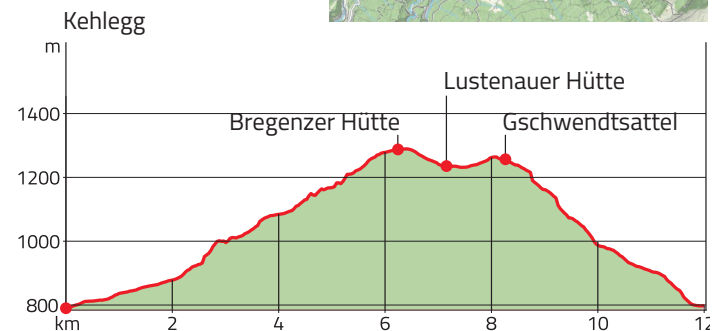 Kehlegg
m
Lustenauer Hütte
1400
Bregenzer Hütte
Gschwendtsattel
1200
1000
800
km 2 4 6 8 10 12